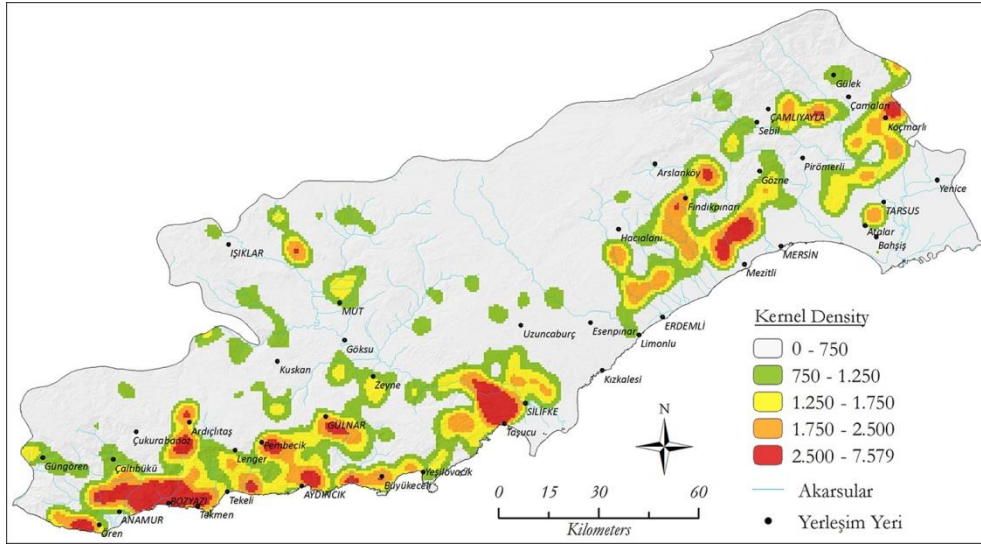 Gülek
Çamalan
ÇAMLIYAYLA
Koçmarlı
Sebil
Pirömerli
Arslanköy
Gözne
Yenice
Fındıkpınarı
TARSUS
Atalar
Hacıalanı
Bahşiş
IŞIKLAR
MERSİN
Mezitli
MUT
ERDEMLİ
Uzuncaburç
Esenpınar
Limonlu
Göksu
Kuskan
Zeyne
Kızkalesi
SİLİFKE
GÜLNAR
Taşucu
Ardıçlıtaş
Çukurabanoz
Pembecik
Lenger
Güngören
Çaltıbükü
Yeşilovacık
Büyükeceli
AYDINCIK
Tekeli
BOZYAZI
Tekmen
ANAMUR
Ören
Kernel Density
0 - 750
750 - 1.250
1.250 - 1.750
1.750 - 2.500
2.500 - 7.579
Akarsular
Yerleşim Yeri
N
0 15 30 60
Kilometers